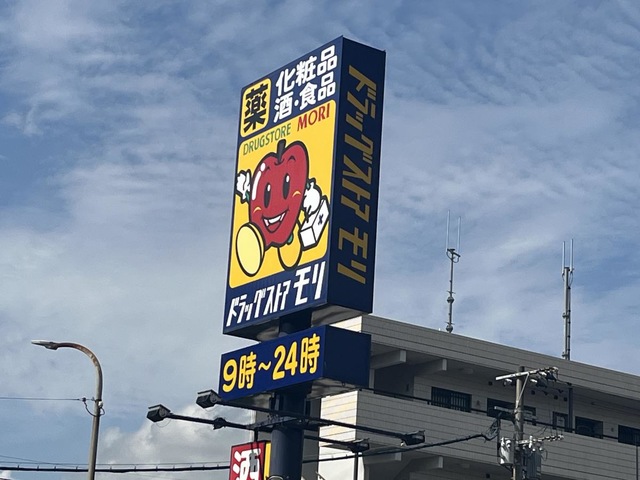 薬
化粧品
酒・食品
DRUGSTORE MORI
ドラッグストア モリ
ドラッグストア モリ
9時～24時
酒